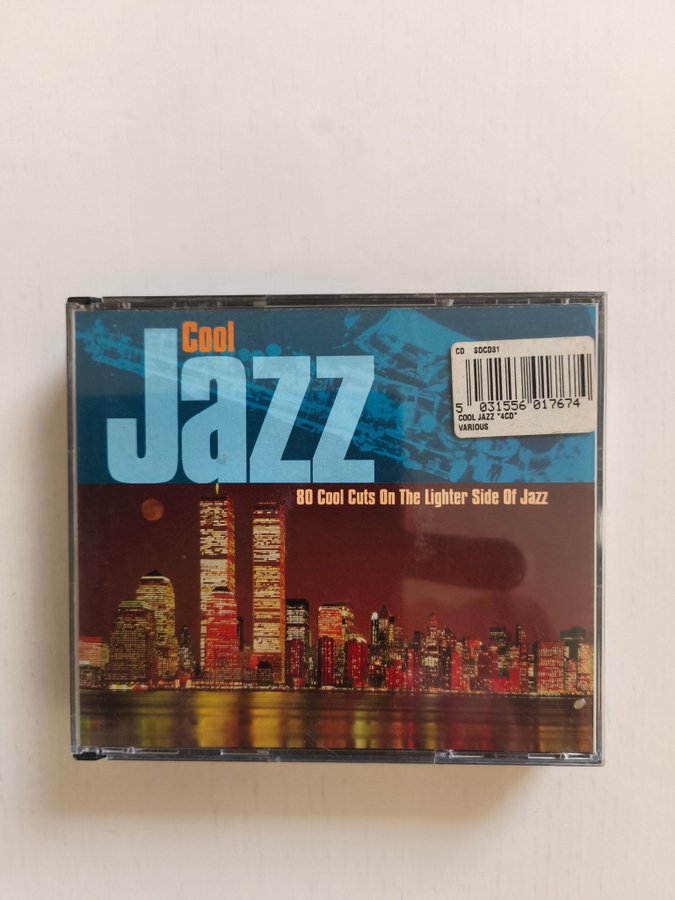 Cool
Jazz
CD SDCD81
5 031556 017674
COOL JAZZ "4CD"
VARIOUS
80 Cool Cuts On The Lighter Side Of Jazz